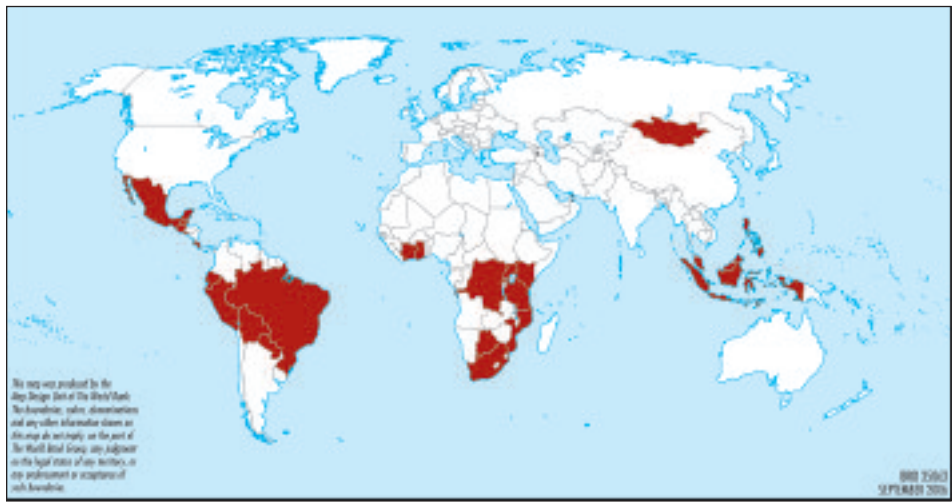 This map was produced by the
Map Design Unit of The World Bank.
The boundaries, colors, denominations
and any other information shown on
this map do not imply, on the part of
The World Bank Group, any judgment
on the legal status of any territory, or
any endorsement or acceptance of
such boundaries.
IBRD
SEPTEMBER